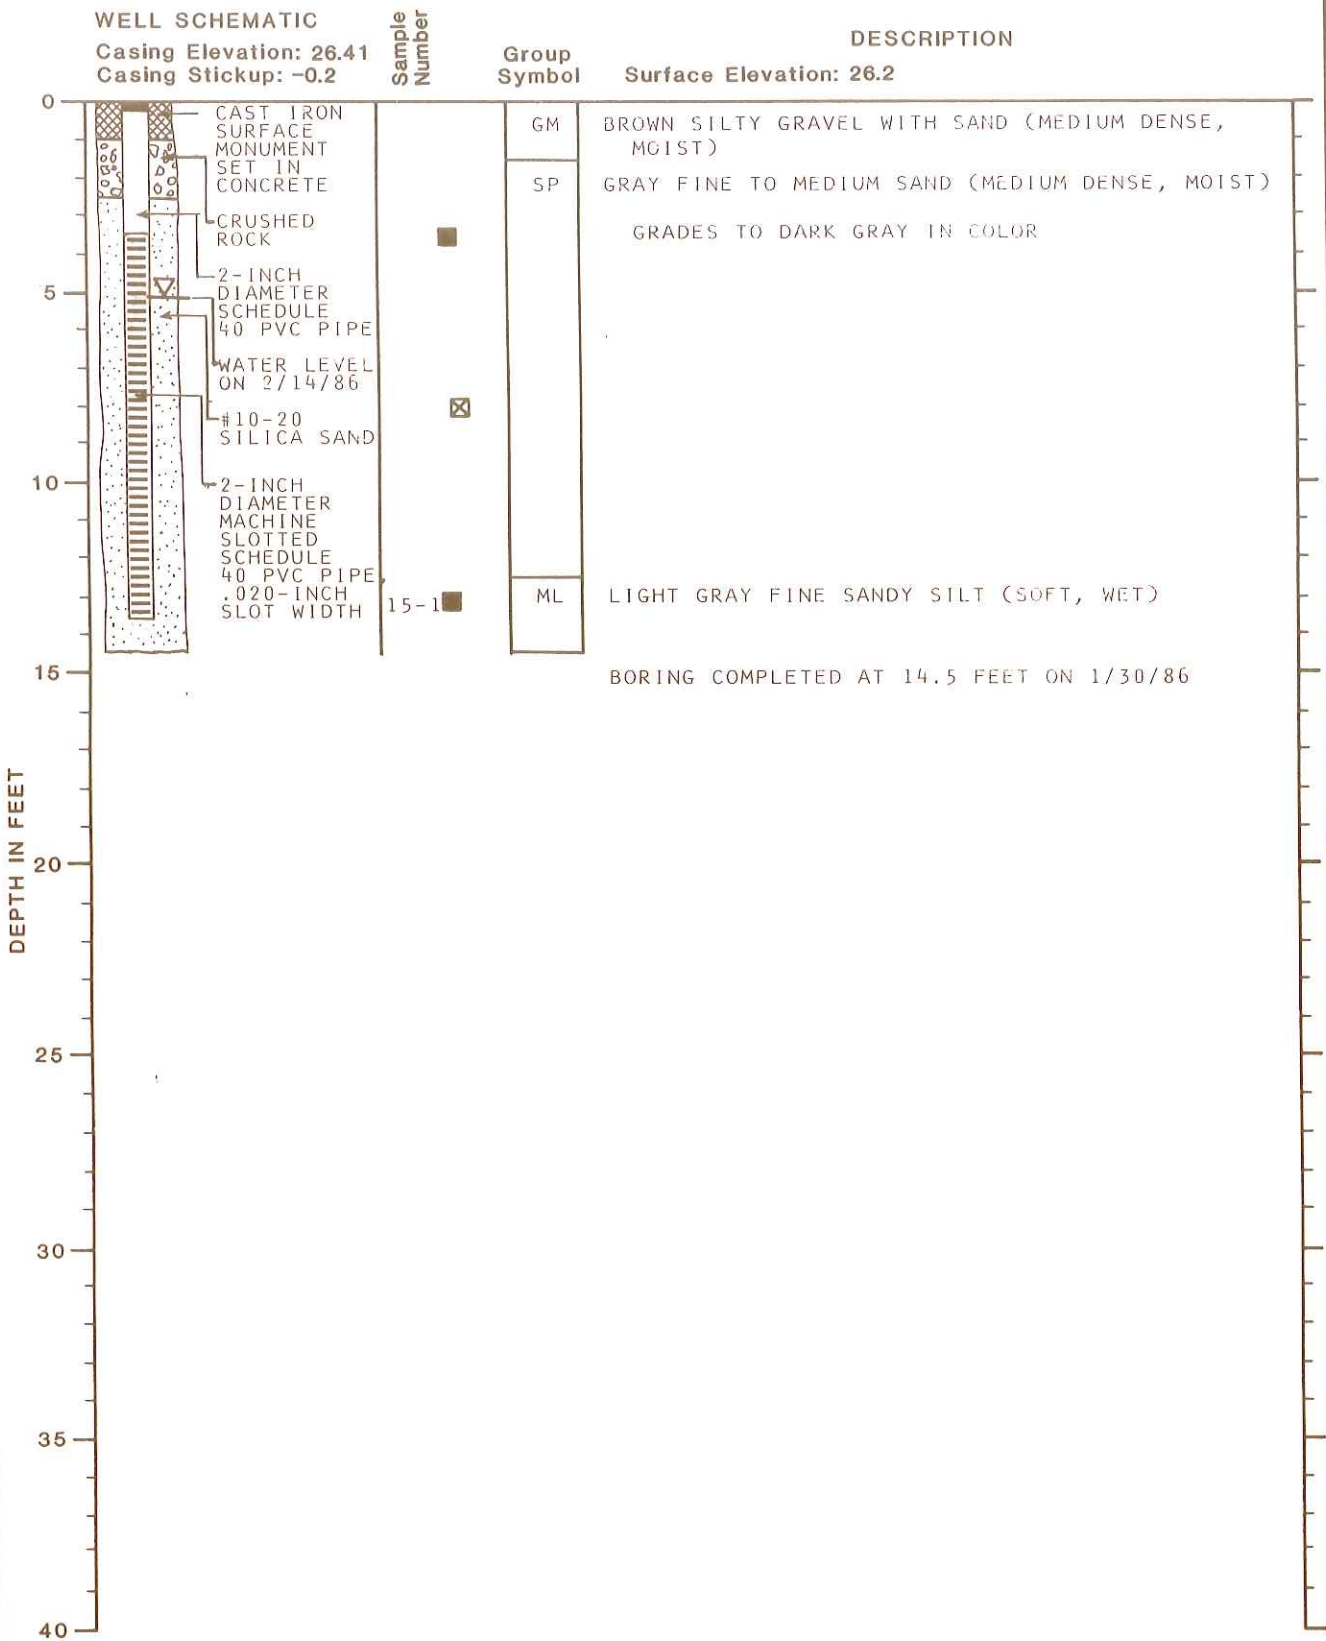 WELL SCHEMATIC
Casing Elevation: 26.41
Casing Stickup: -0.2
Sample
Number
Group
Symbol
DESCRIPTION
Surface Elevation: 26.2
0
CAST IRON
SURFACE
MONUMENT
SET IN
CONCRETE
GM
BROWN SILTY GRAVEL WITH SAND (MEDIUM DENSE,
MOIST)
SP
GRAY FINE TO MEDIUM SAND (MEDIUM DENSE, MOIST)
CRUSHED
ROCK
GRADES TO DARK GRAY IN COLOR
5
2-INCH
DIAMETER
SCHEDULE
40 PVC PIPE
WATER LEVEL
ON 2/14/86
#10-20
SILICA SAND
10
2-INCH
DIAMETER
MACHINE
SLOTTED
SCHEDULE
40 PVC PIPE
.020-INCH
SLOT WIDTH
15-1
ML
LIGHT GRAY FINE SANDY SILT (SOFT, WET)
15
BORING COMPLETED AT 14.5 FEET ON 1/30/86
DEPTH IN FEET
20
25
30
35
40